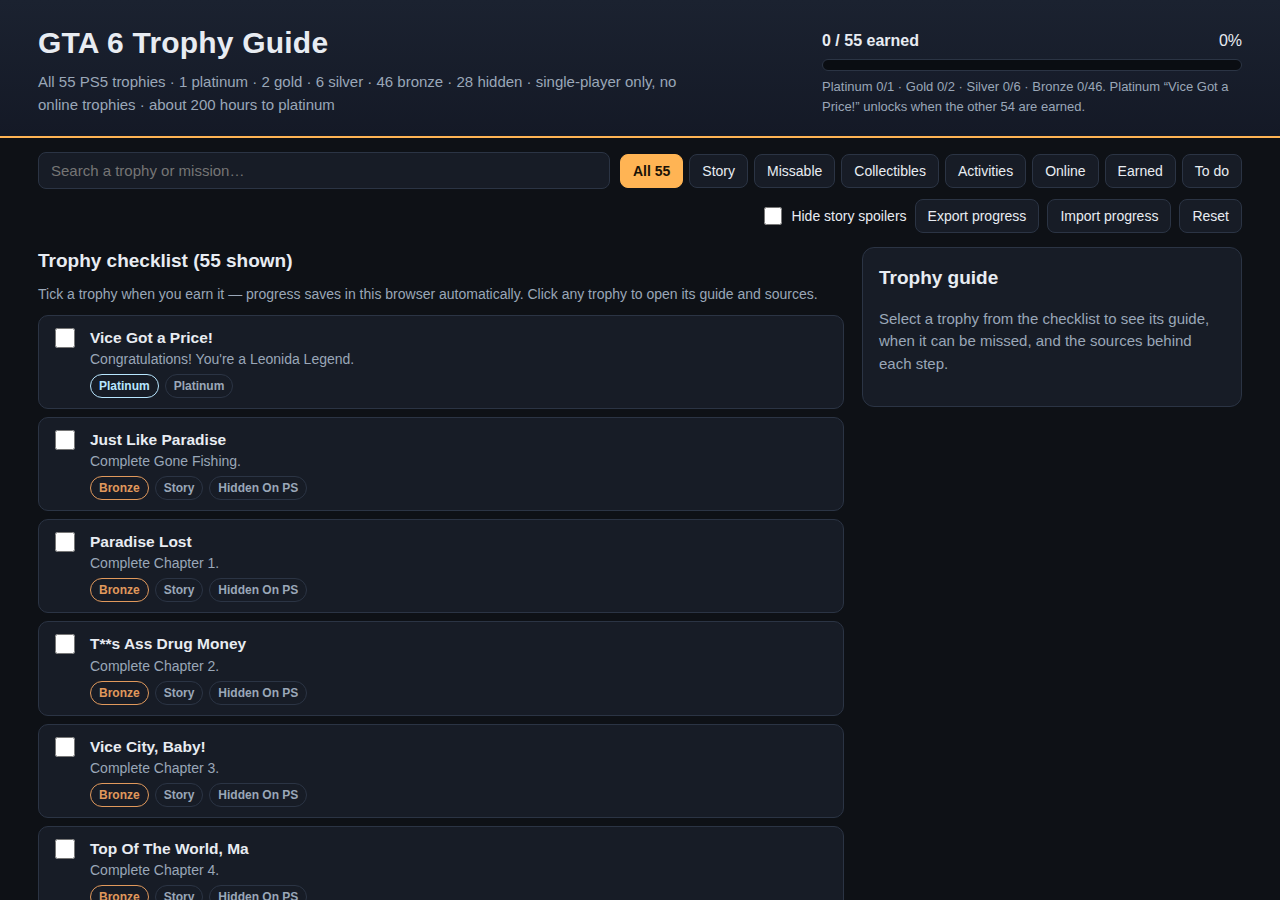 GTA 6 Trophy Guide
All 55 PS5 trophies · 1 platinum · 2 gold · 6 silver · 46 bronze · 28 hidden · single-player only, no
online trophies · about 200 hours to platinum
0 / 55 earned
0%
Platinum 0/1 · Gold 0/2 · Silver 0/6 · Bronze 0/46. Platinum “Vice Got a
Price!” unlocks when the other 54 are earned.
Search a trophy or mission…
All 55
Story
Missable
Collectibles
Activities
Online
Earned
To do
Hide story spoilers
Export progress
Import progress
Reset
Trophy checklist (55 shown)
Tick a trophy when you earn it — progress saves in this browser automatically. Click any trophy to open its guide and sources.
Vice Got a Price!
Congratulations! You're a Leonida Legend.
Platinum
Platinum
Just Like Paradise
Complete Gone Fishing.
Bronze
Story
Hidden On PS
Paradise Lost
Complete Chapter 1.
Bronze
Story
Hidden On PS
T**s Ass Drug Money
Complete Chapter 2.
Bronze
Story
Hidden On PS
Vice City, Baby!
Complete Chapter 3.
Bronze
Story
Hidden On PS
Top Of The World, Ma
Complete Chapter 4.
Bronze
Story
Hidden On PS
Trophy guide
Select a trophy from the checklist to see its guide,
when it can be missed, and the sources behind
each step.